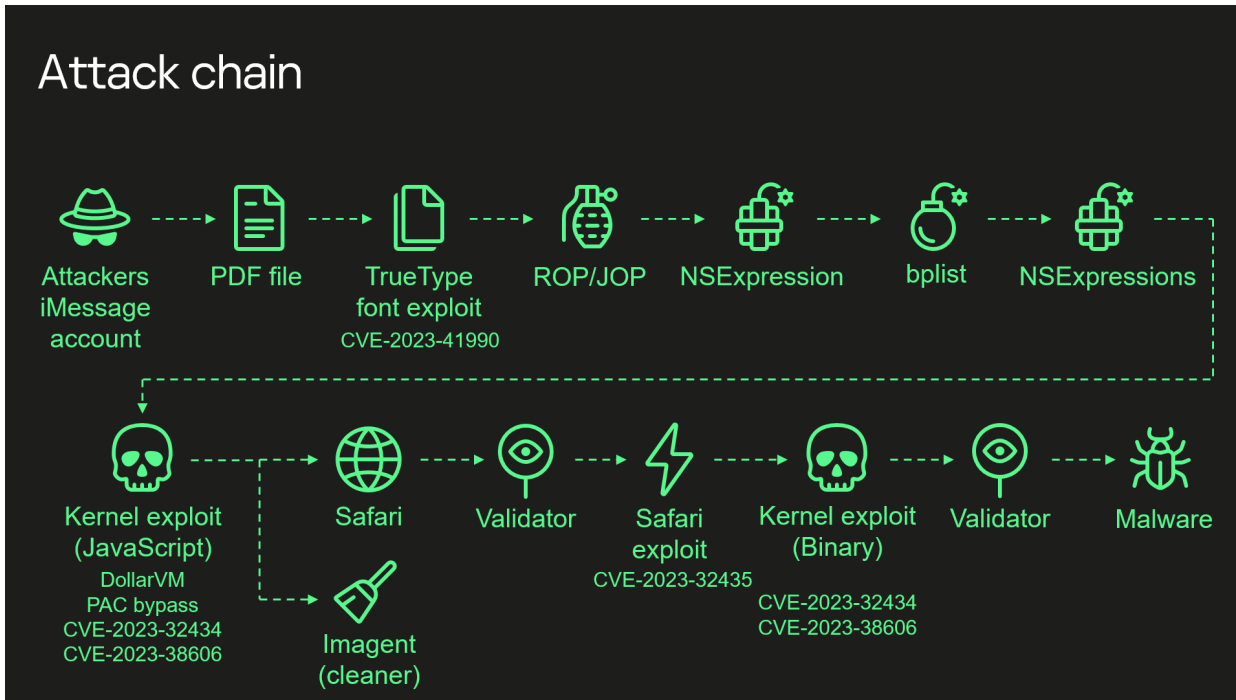 Attack chain
Attackers
iMessage
account
PDF file
TrueType
font exploit
CVE-2023-41990
ROP/JOP
NSExpression
bplist
NSExpressions
Kernel exploit
(JavaScript)
DollarVM
PAC bypass
CVE-2023-32434
CVE-2023-38606
Safari
Imagent
(cleaner)
Validator
Safari
exploit
CVE-2023-32435
Kernel exploit
(Binary)
CVE-2023-32434
CVE-2023-38606
Validator
Malware